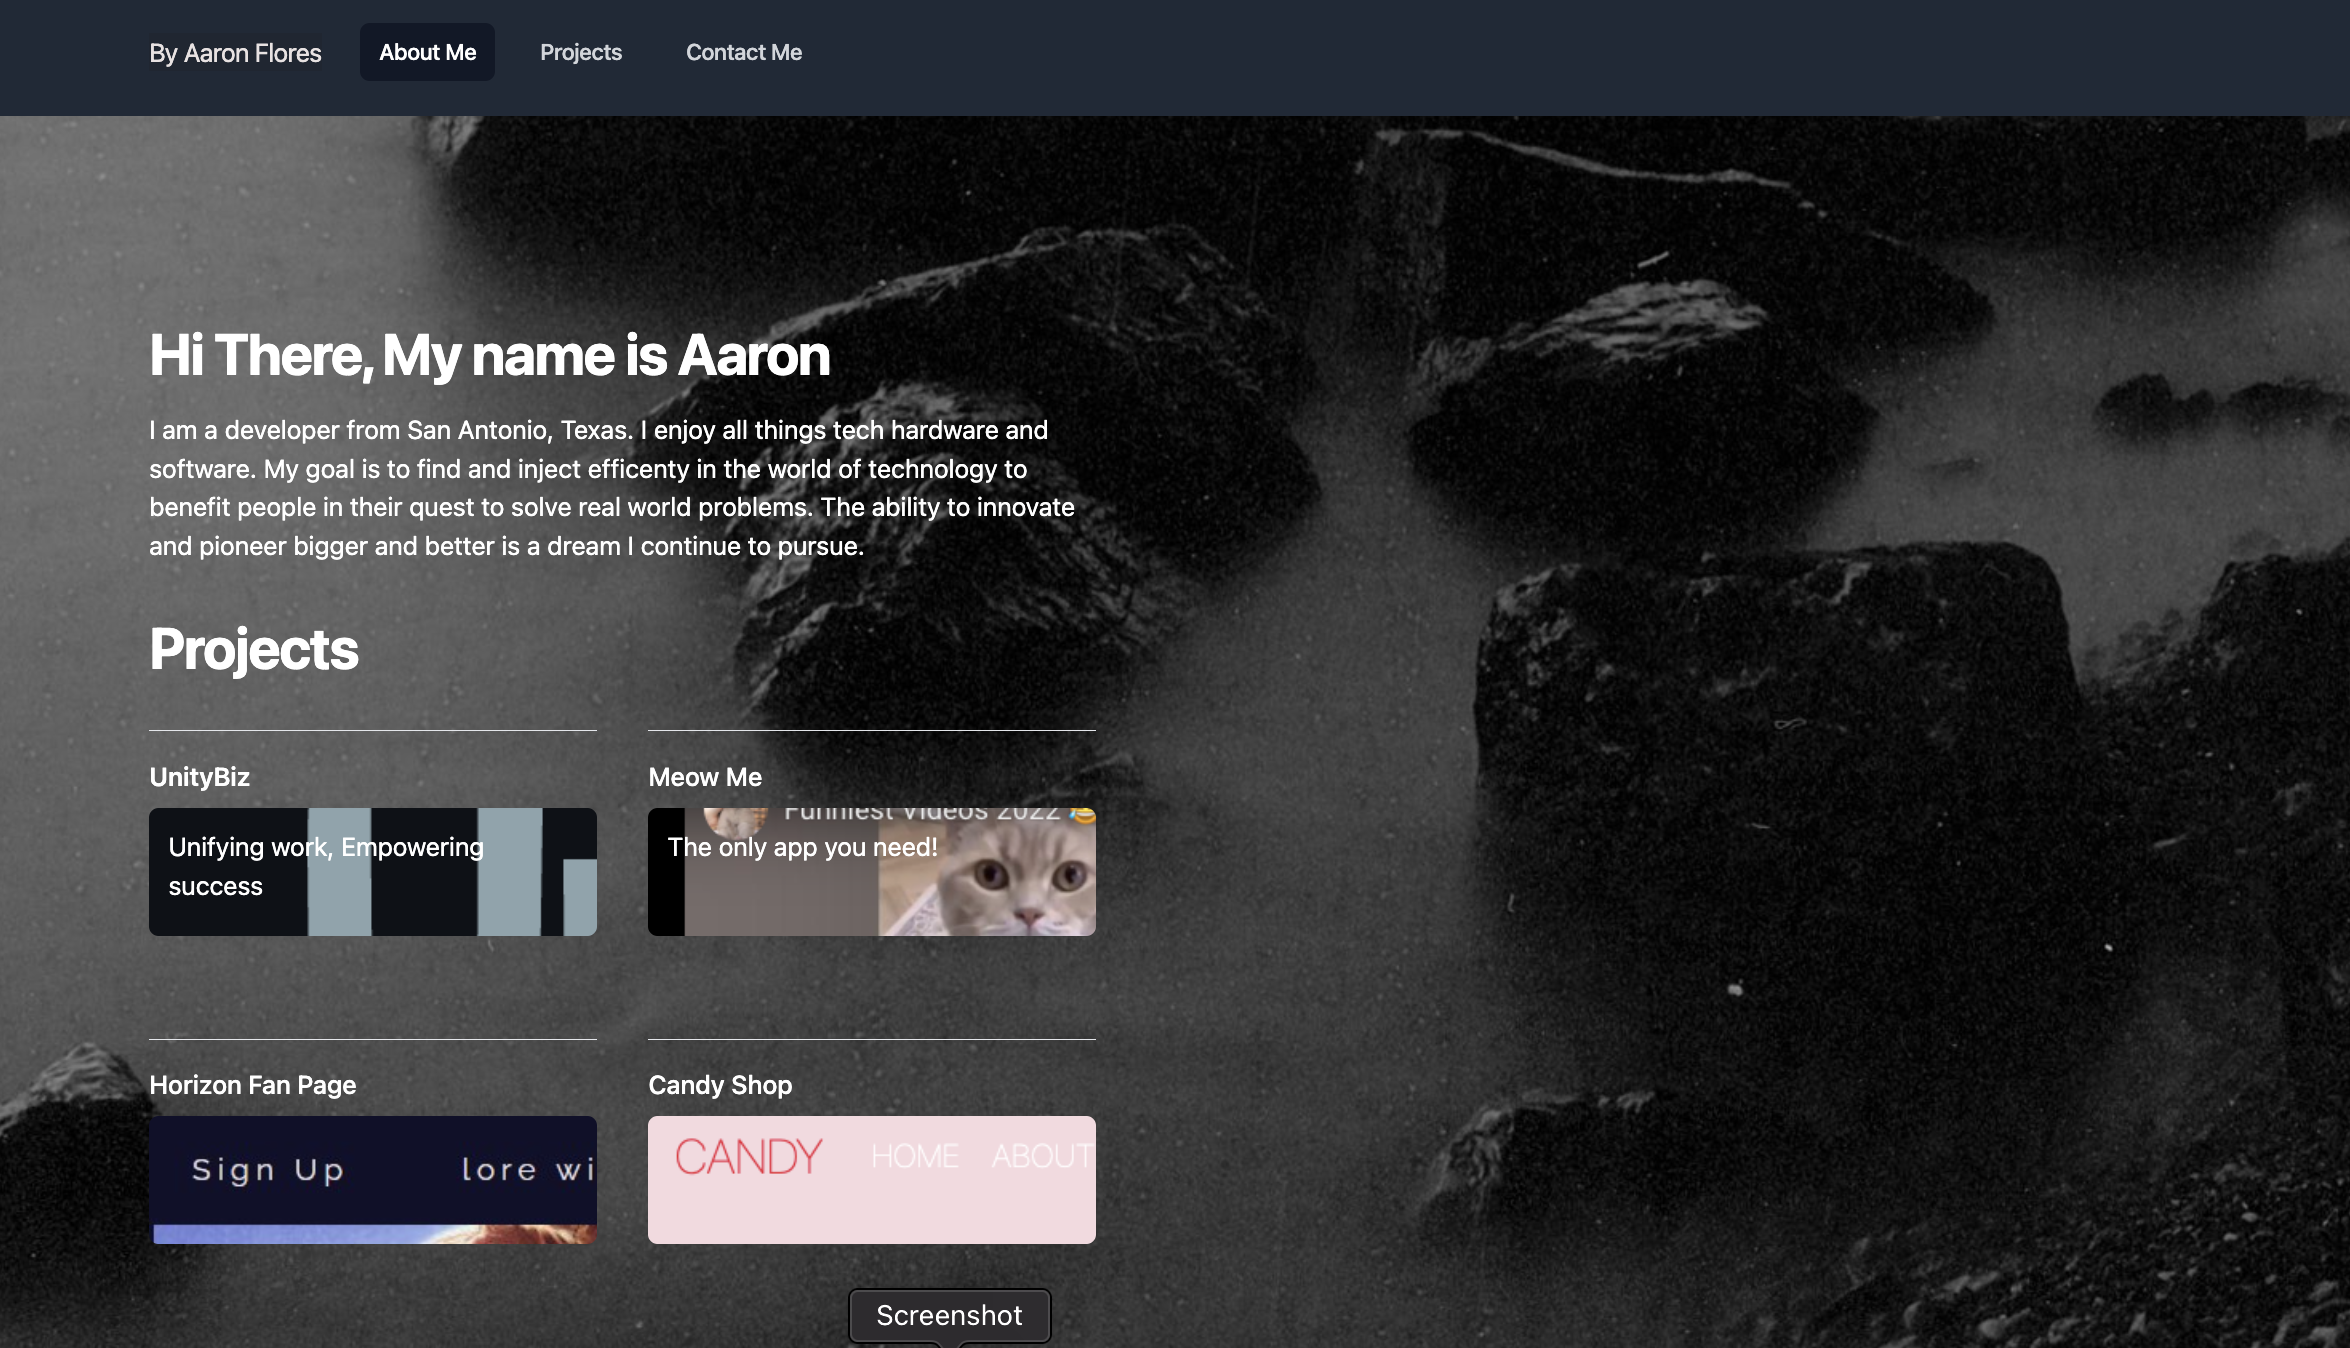 By Aaron Flores
About Me
Projects
Contact Me
Hi There, My name is Aaron
I am a developer from San Antonio, Texas. I enjoy all things tech hardware and
software. My goal is to find and inject efficenty in the world of technology to
benefit people in their quest to solve real world problems. The ability to innovate
and pioneer bigger and better is a dream I continue to pursue.
Projects
UnityBiz
Unifying work, Empowering
success
Meow Me
Funniest Videos 2022 😂
The only app you need!
Horizon Fan Page
Sign Up lore wi
Candy Shop
CANDY HOME ABOUT
Screenshot